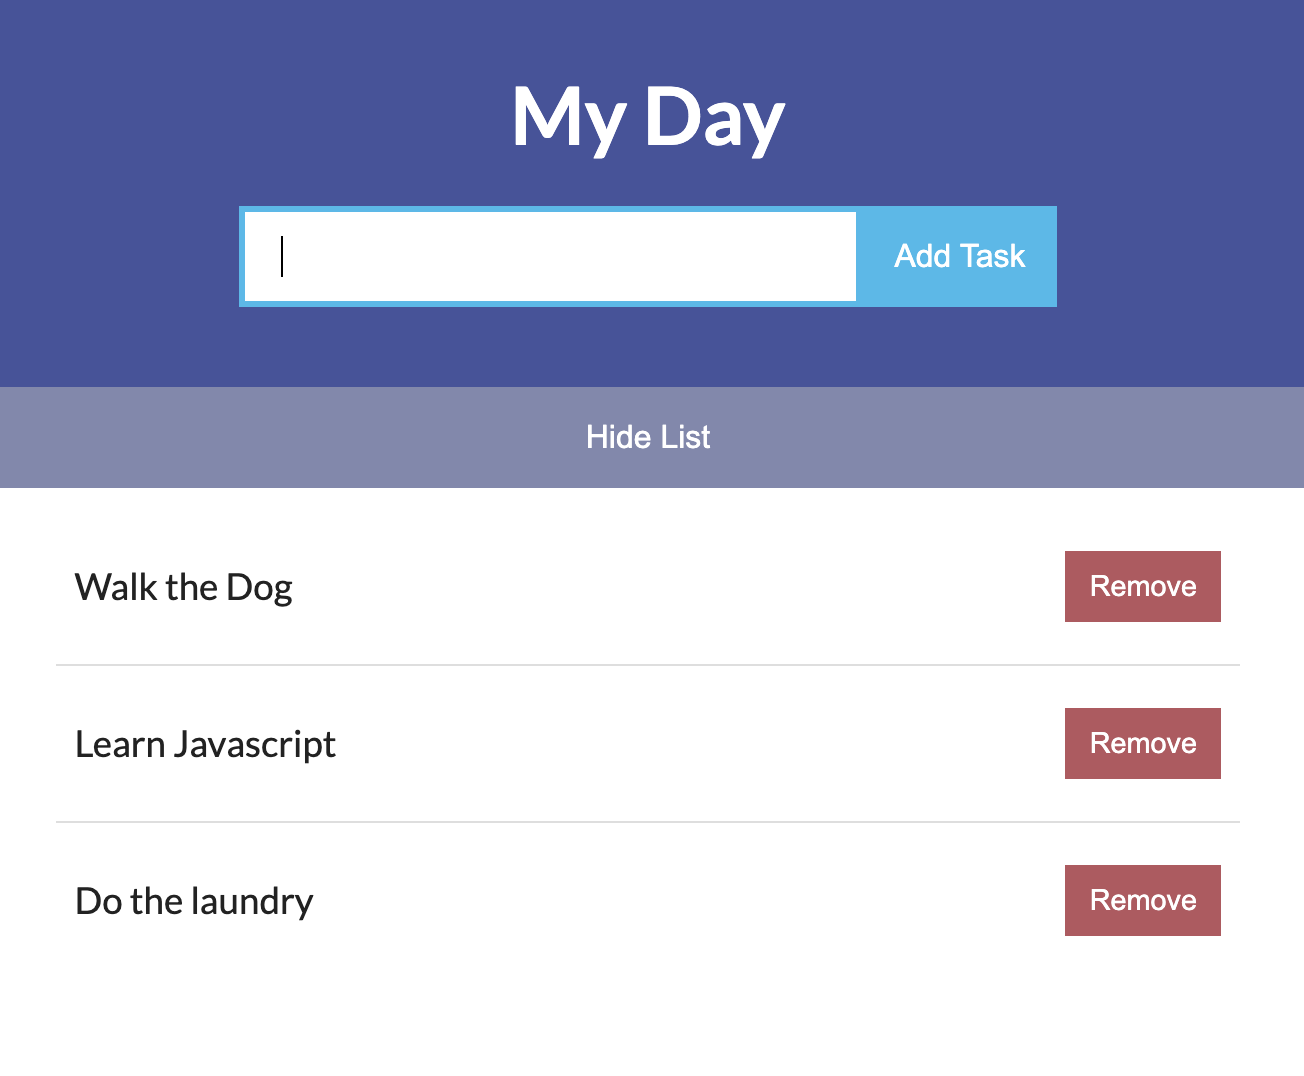 My Day
Add Task
Hide List
Walk the Dog
Remove
Learn Javascript
Remove
Do the laundry
Remove